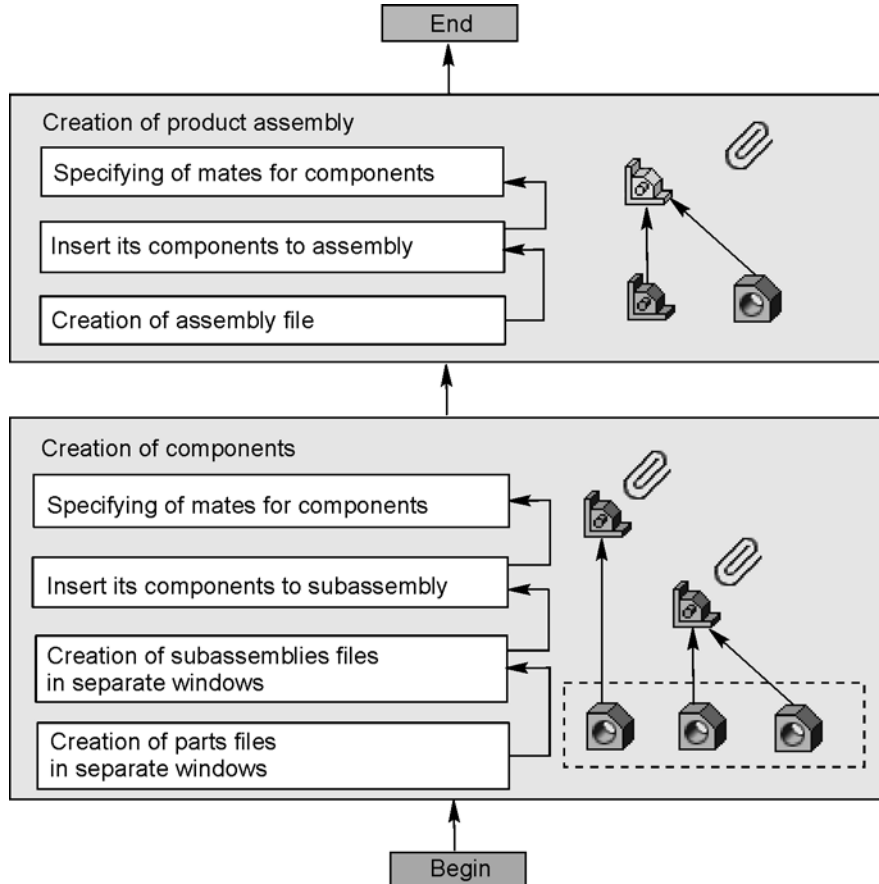 End
Creation of product assembly
Specifying of mates for components
Insert its components to assembly
Creation of assembly file
Creation of components
Specifying of mates for components
Insert its components to subassembly
Creation of subassemblies files
in separate windows
Creation of parts files
in separate windows
Begin